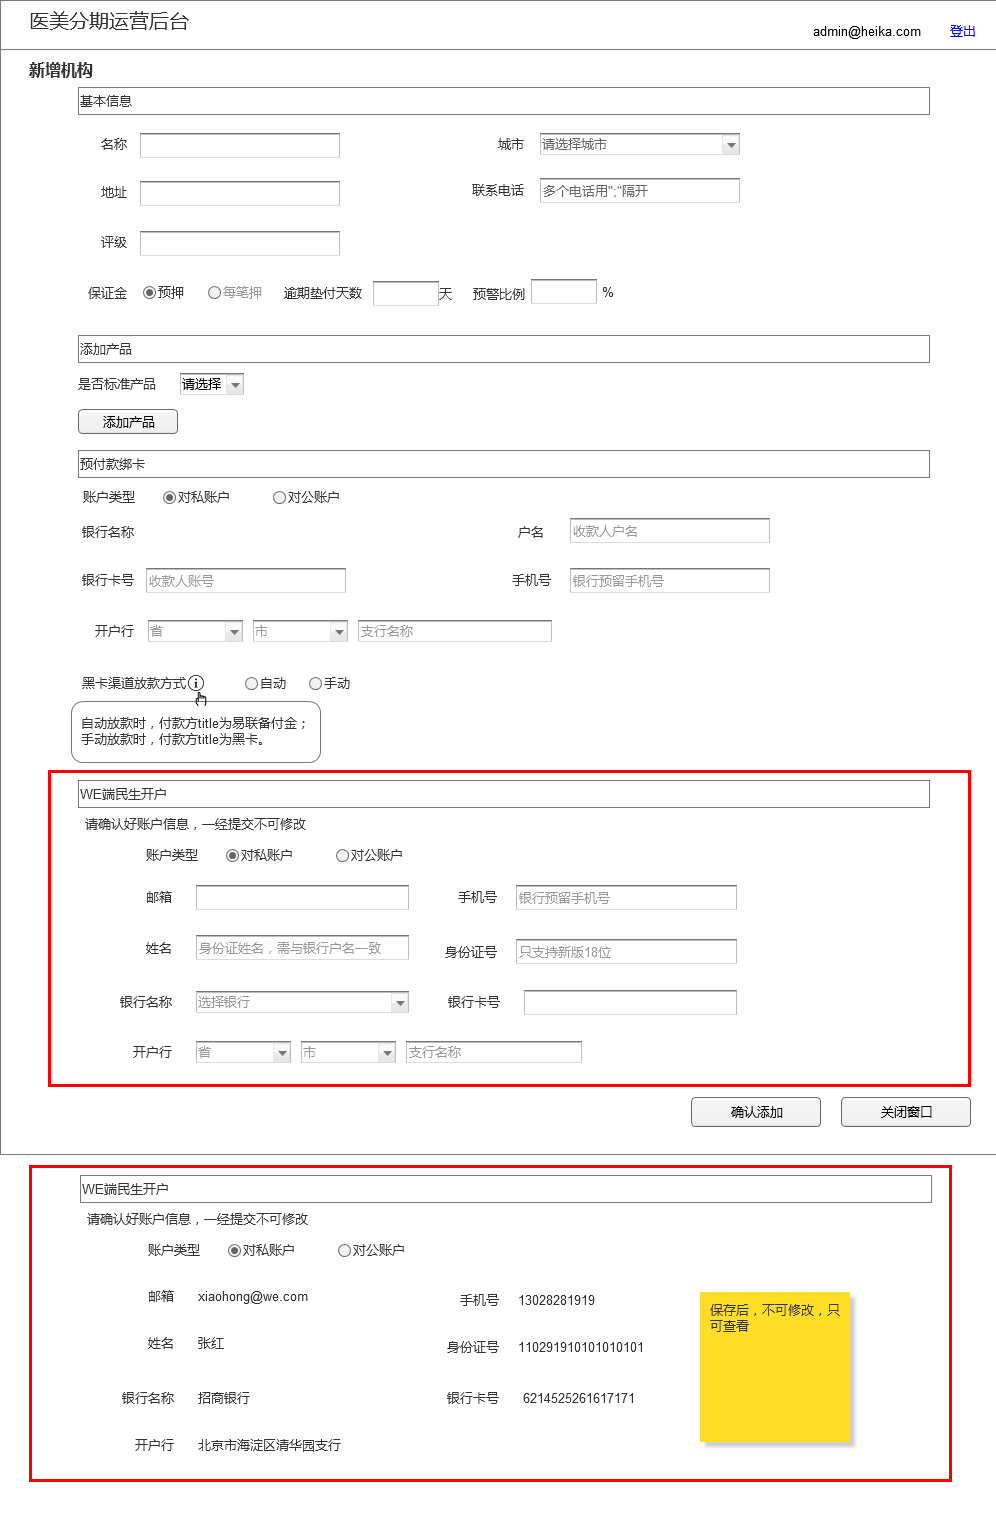 医美分期运营后台
admin@heika.com 登出
新增机构
基本信息
名称 城市 请选择城市
地址 联系电话 多个电话用";"隔开
评级
保证金 预押 每笔押 逾期垫付天数 天 预警比例 %
添加产品
是否标准产品 请选择
添加产品
预付款绑卡
账户类型 对私账户 对公账户
银行名称 户名 收款人户名
银行卡号 收款人账号 手机号 银行预留手机号
开户行 省 市 支行名称
黑卡渠道放款方式 i 自动 手动
自动放款时，付款方title为易联备付金；
手动放款时，付款方title为黑卡。
WE端民生开户
请确认好账户信息，一经提交不可修改
账户类型 对私账户 对公账户
邮箱 手机号 银行预留手机号
姓名 身份证姓名，需与银行户名一致 身份证号 只支持新版18位
银行名称 选择银行 银行卡号
开户行 省 市 支行名称
确认添加 关闭窗口
WE端民生开户
请确认好账户信息，一经提交不可修改
账户类型 对私账户 对公账户
邮箱 xiaohong@we.com 手机号 13028281919
保存后，不可修改，只
可查看
姓名 张红 身份证号 110291910101010101
银行名称 招商银行 银行卡号 6214525261617171
开户行 北京市海淀区清华园支行